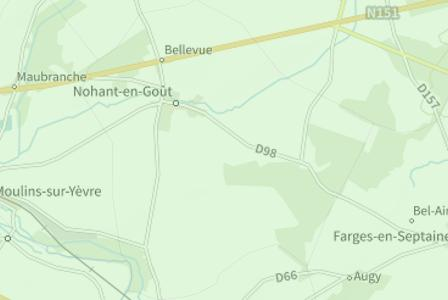 N151
Bellevue
Maubranche
Nohant-en-Goût
D157
D98
Moulins-sur-Yèvre
Bel-Air
Farges-en-Septaine
D66
Augy